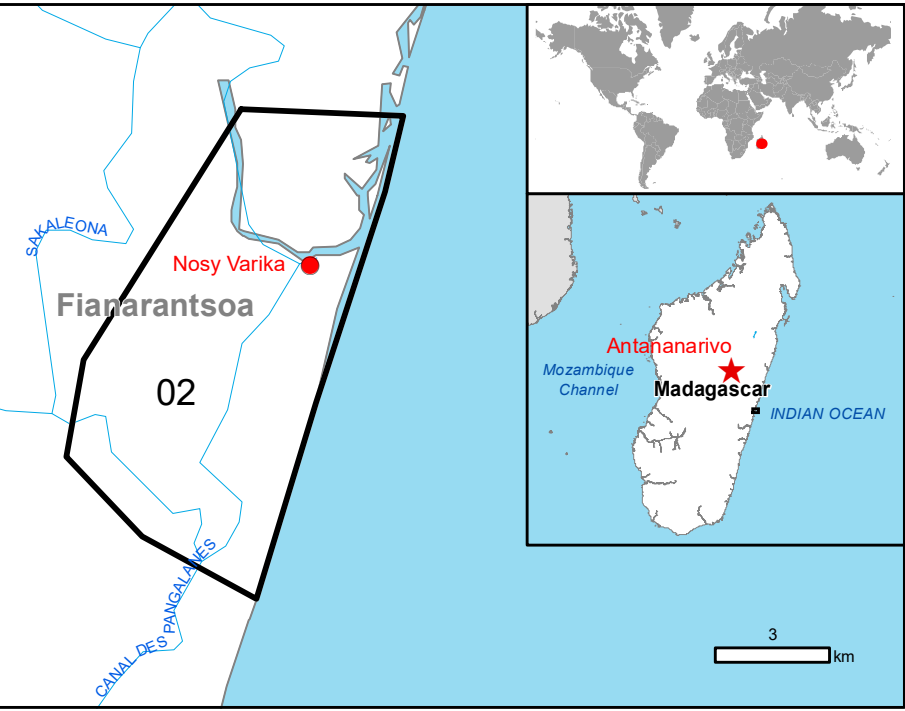 SAKALEONA
Nosy Varika
Fianarantsoa
02
CANAL DES PANGALANES
Antananarivo
Mozambique
Channel
Madagascar
INDIAN OCEAN
3
km